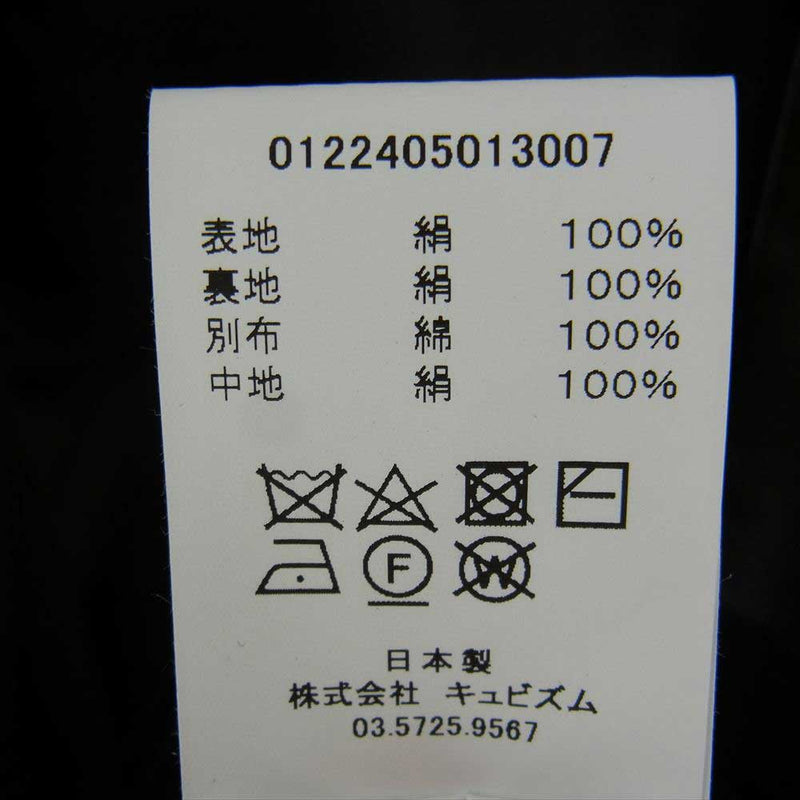 0122405013007
表地 絹 100%
裏地 絹 100%
別布 綿 100%
中地 絹 100%
F W
日本製
株式会社 キュビズム
03.5725.9567